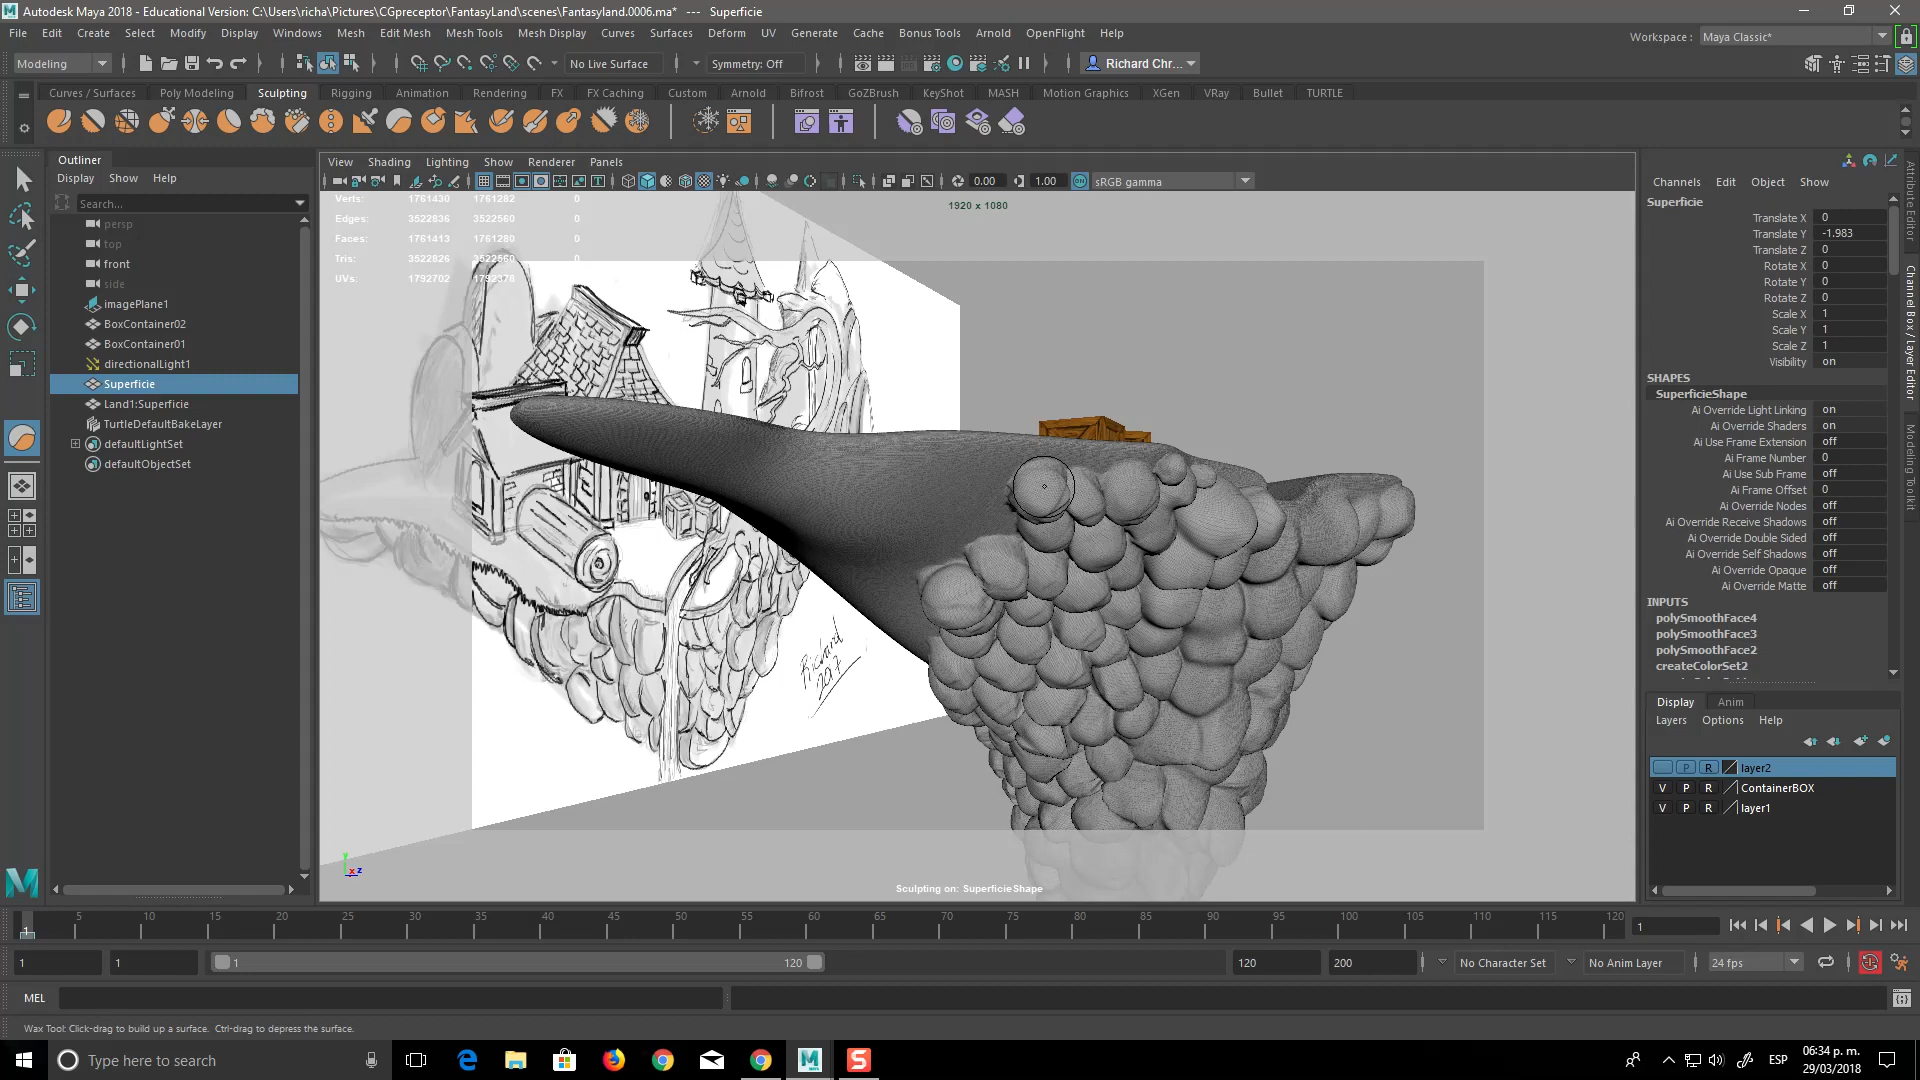 Autodesk Maya 2018 - Educational Version: C:\Users\richa\Pictures\CGpreceptor\FantasyLand\scenes\Fantasyland.0006.ma* --- Superficie
File Edit Create Select Modify Display Windows Mesh Edit Mesh Mesh Tools Mesh Display Curves Surfaces Deform UV Generate Cache Bonus Tools Arnold OpenFlight Help
Workspace : Maya Classic*
Modeling No Live Surface Symmetry: Off Richard Chr...
Curves / Surfaces Poly Modeling Sculpting Rigging Animation Rendering FX FX Caching Custom Arnold Bifrost GoZBrush KeyShot MASH Motion Graphics XGen VRay Bullet TURTLE
Outliner
Display Show Help
Search...
persp
top
front
side
imagePlane1
BoxContainer02
BoxContainer01
directionalLight1
Superficie
Land1:Superficie
TurtleDefaultBakeLayer
defaultLightSet
defaultObjectSet
View Shading Lighting Show Renderer Panels
0.00 1.00 ON sRGB gamma
Verts: 1761430 1761282 0
Edges: 3522836 3522560 0
Faces: 1761413 1761280 0
Tris: 3522826 3522560 0
UVs: 1792702 1792378 0
1920 x 1080
Richard
2017
y
x z
Sculpting on: SuperficieShape
Channels Edit Object Show
Superficie
Translate X 0
Translate Y -1.983
Translate Z 0
Rotate X 0
Rotate Y 0
Rotate Z 0
Scale X 1
Scale Y 1
Scale Z 1
Visibility on
SHAPES
SuperficieShape
Ai Override Light Linking on
Ai Override Shaders on
Ai Use Frame Extension off
Ai Frame Number 0
Ai Use Sub Frame off
Ai Frame Offset 0
Ai Override Nodes off
Ai Override Receive Shadows off
Ai Override Double Sided off
Ai Override Self Shadows off
Ai Override Opaque off
Ai Override Matte off
INPUTS
polySmoothFace4
polySmoothFace3
polySmoothFace2
createColorSet2
Attribute Editor
Channel Box / Layer Editor
Modeling Toolkit
Display Anim
Layers Options Help
P R layer2
V P R ContainerBOX
V P R layer1
5 10 15 20 25 30 35 40 45 50 55 60 65 70 75 80 85 90 95 100 105 110 115 120
1 1
1 1 1 120 120 200 No Character Set No Anim Layer 24 fps
MEL
Wax Tool: Click-drag to build up a surface. Ctrl-drag to depress the surface.
Type here to search
ESP
06:34 p. m.
29/03/2018